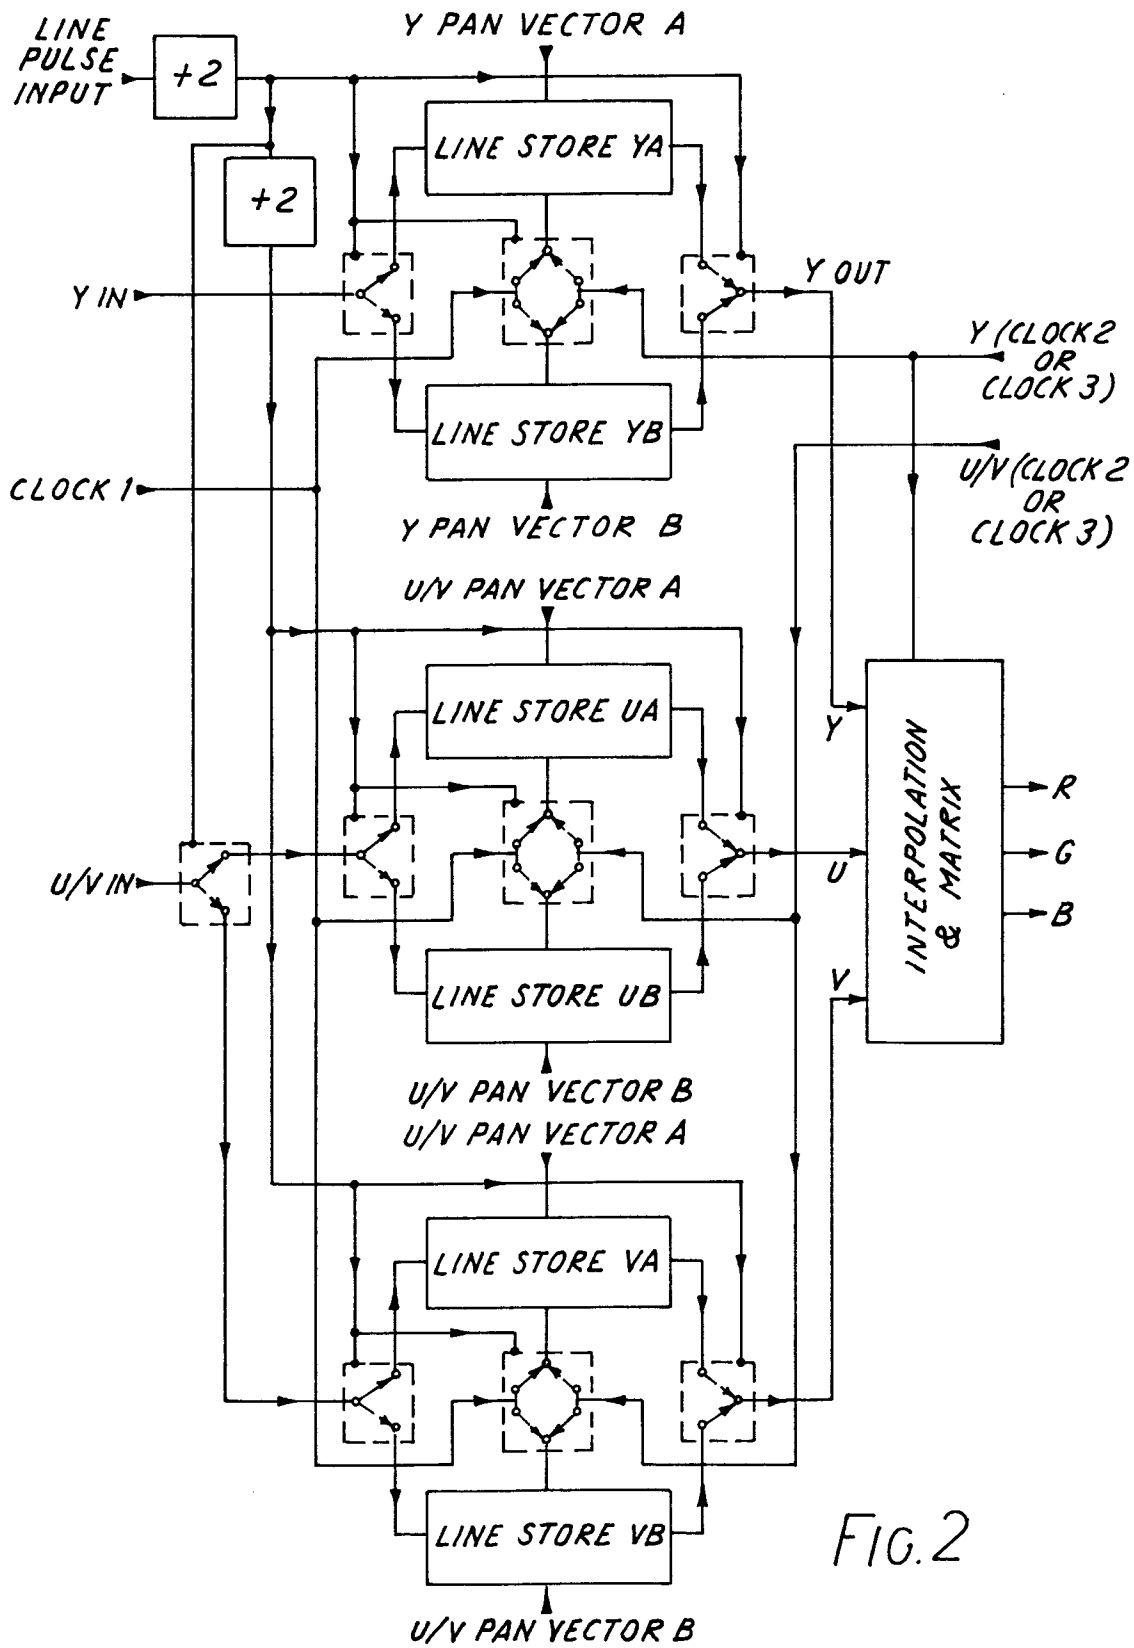 LINE
PULSE
INPUT
+2
Y PAN VECTOR A
LINE STORE YA
+2
Y IN
Y OUT
Y (CLOCK 2
OR
CLOCK 3)
LINE STORE YB
U/V (CLOCK 2
OR
CLOCK 3)
CLOCK 1
Y PAN VECTOR B
U/V PAN VECTOR A
LINE STORE UA
Y
INTERPOLATION
& MATRIX
R
G
B
U/V IN
U
V
LINE STORE UB
U/V PAN VECTOR B
U/V PAN VECTOR A
LINE STORE VA
LINE STORE VB
U/V PAN VECTOR B
FIG. 2